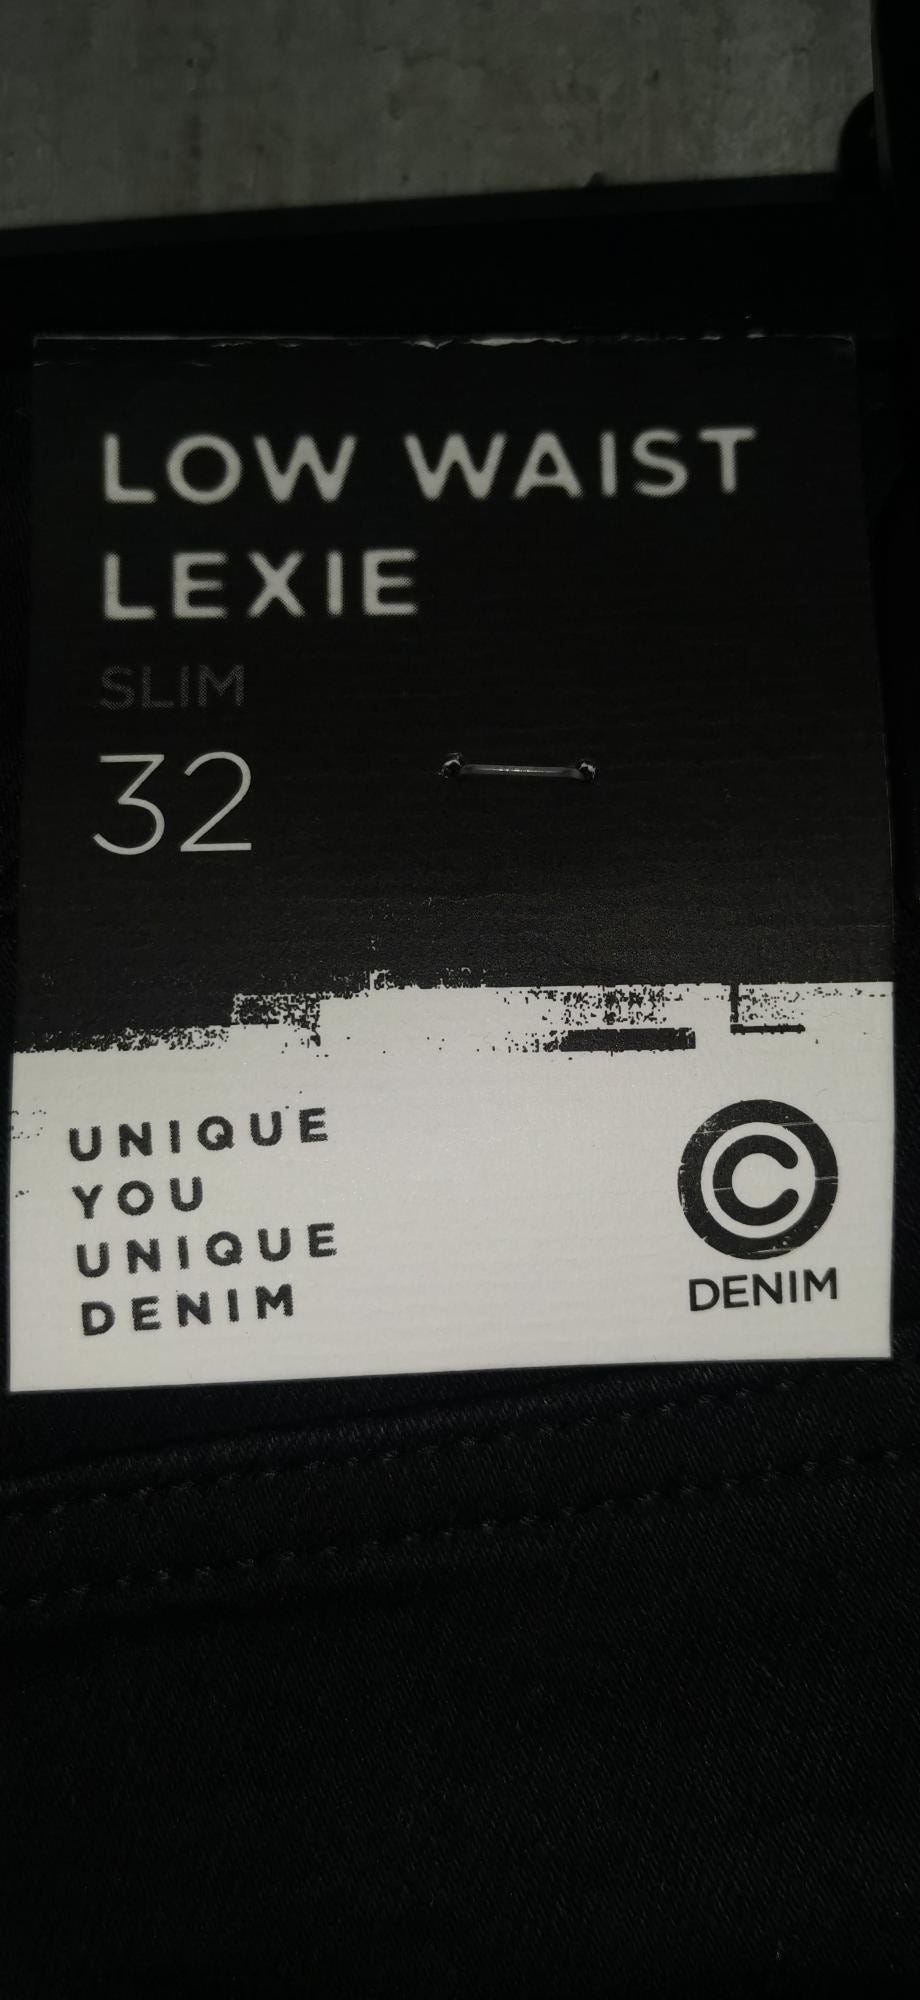 LOW WAIST
LEXIE
SLIM
32
UNIQUE
YOU
UNIQUE
DENIM
C
DENIM